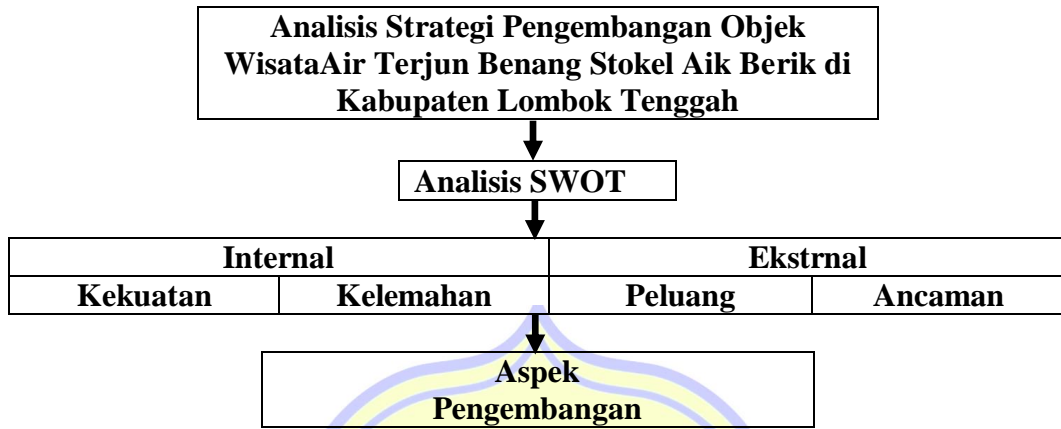 Analisis Strategi Pengembangan Objek
WisataAir Terjun Benang Stokel Aik Berik di
Kabupaten Lombok Tenggah
Analisis SWOT
Internal Ekstrnal
Kekuatan Kelemahan Peluang Ancaman
Aspek
Pengembangan